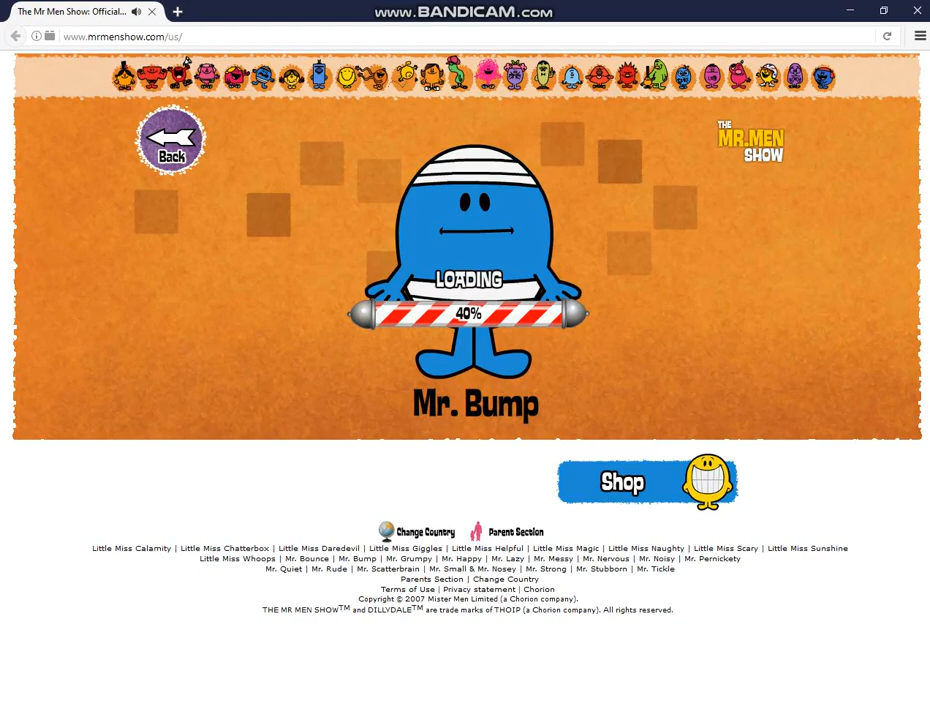 www.BANDICAM.com
The Mr Men Show: Official...
www.mrmenshow.com/us/
Back
THE
MR.MEN
SHOW
LOADING
40%
Mr. Bump
Shop
Change Country
Parent Section
Little Miss Calamity | Little Miss Chatterbox | Little Miss Daredevil | Little Miss Giggles | Little Miss Helpful | Little Miss Magic | Little Miss Naughty | Little Miss Scary | Little Miss Sunshine
Little Miss Whoops | Mr. Bounce | Mr. Bump | Mr. Grumpy | Mr. Happy | Mr. Lazy | Mr. Messy | Mr. Nervous | Mr. Noisy | Mr. Pernickety
Mr. Quiet | Mr. Rude | Mr. Scatterbrain | Mr. Small & Mr. Nosey | Mr. Strong | Mr. Stubborn | Mr. Tickle
Parents Section | Change Country
Terms of Use | Privacy statement | Chorion
Copyright © 2007 Mister Men Limited (a Chorion company).
THE MR MEN SHOW™ and DILLYDALE™ are trade marks of THOIP (a Chorion company). All rights reserved.